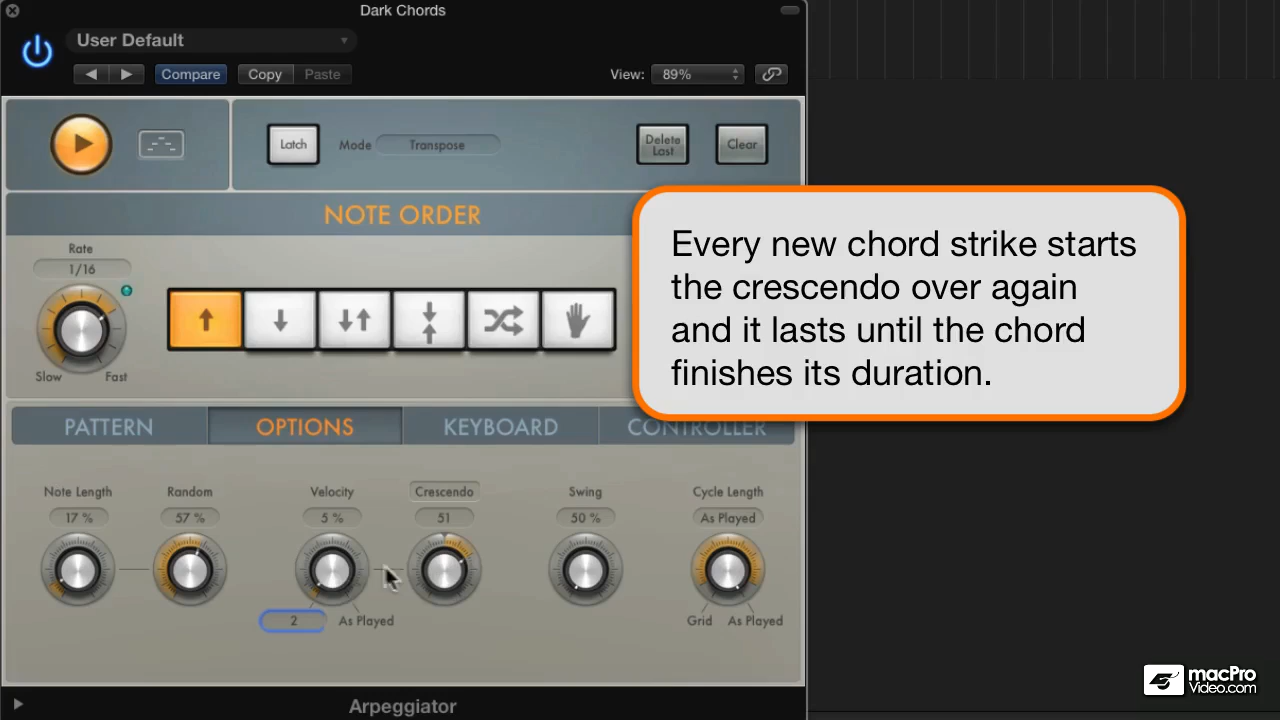 Dark Chords
User Default
Compare
Copy
Paste
View: 89%
Latch
Mode
Transpose
Delete
Last
Clear
NOTE ORDER
Rate
1/16
Slow
Fast
Every new chord strike starts
the crescendo over again
and it lasts until the chord
finishes its duration.
PATTERN
OPTIONS
KEYBOARD
CONTROLLER
Note Length
Random
Velocity
Crescendo
Swing
Cycle Length
17 %
57 %
5 %
51
50 %
As Played
2
As Played
Grid
As Played
macPro
Video.com
Arpeggiator